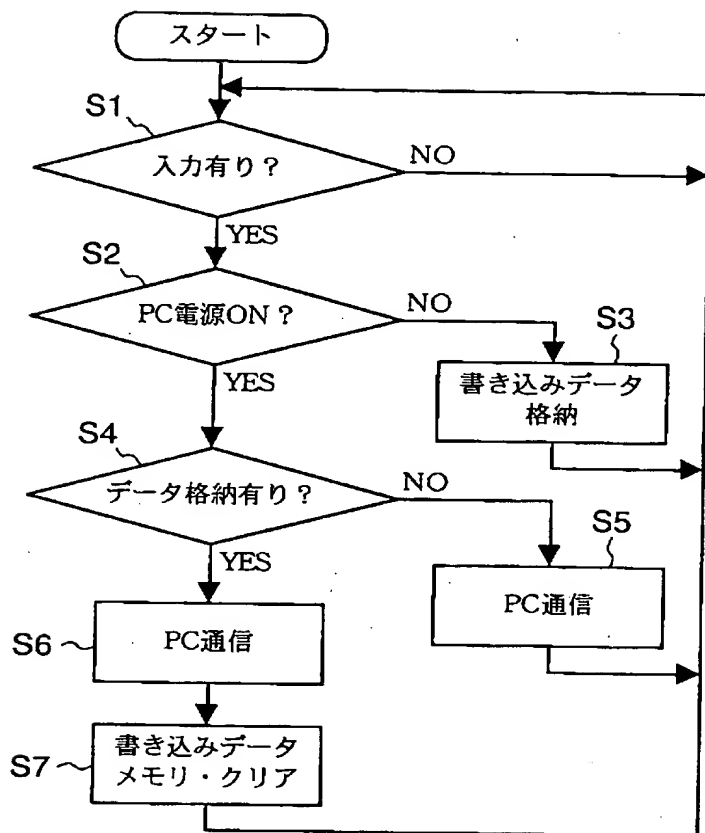 スタート
S1
入力有り？
NO
YES
S2
PC電源ON？
NO
S3
書き込みデータ
格納
YES
S4
データ格納有り？
NO
S5
PC通信
YES
S6
PC通信
S7
書き込みデータ
メモリ・クリア